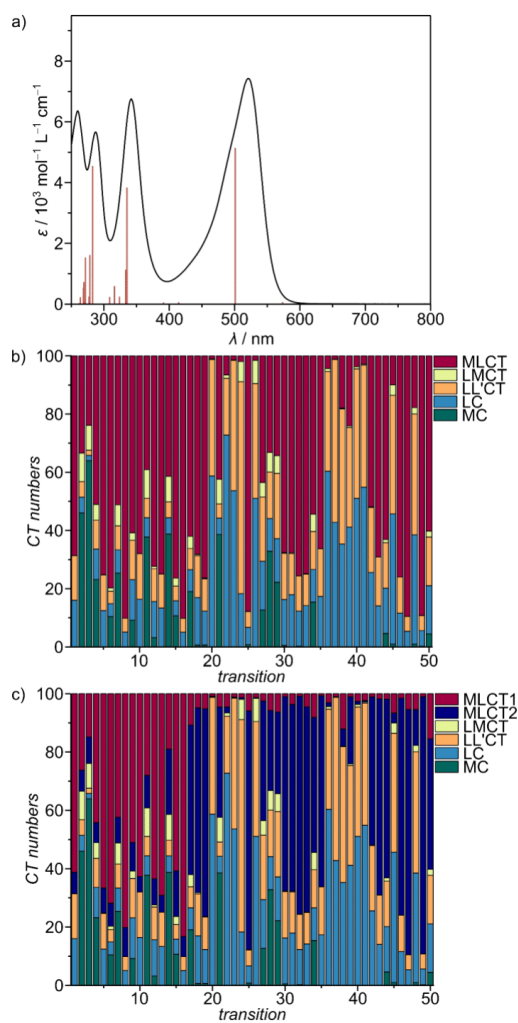 a)
ε / 10³ mol⁻¹ L⁻¹ cm⁻¹
8
6
4
2
0
300 400 500 600 700 800
λ / nm
b)
CT numbers
100
80
60
40
20
0
10 20 30 40 50
transition
MLCT
LMCT
LL'CT
LC
MC
c)
CT numbers
100
80
60
40
20
0
10 20 30 40 50
transition
MLCT1
MLCT2
LMCT
LL'CT
LC
MC